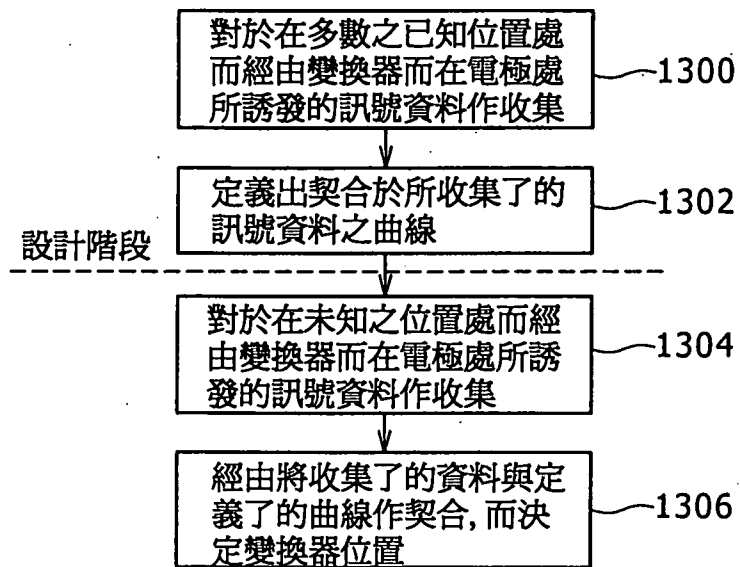 對於在多數之已知位置處
而經由變換器而在電極處
所誘發的訊號資料作收集
1300
定義出契合於所收集了的
訊號資料之曲線
1302
設計階段
對於在未知之位置處而經
由變換器而在電極處所誘
發的訊號資料作收集
1304
經由將收集了的資料與定
義了的曲線作契合,而決
定變換器位置
1306